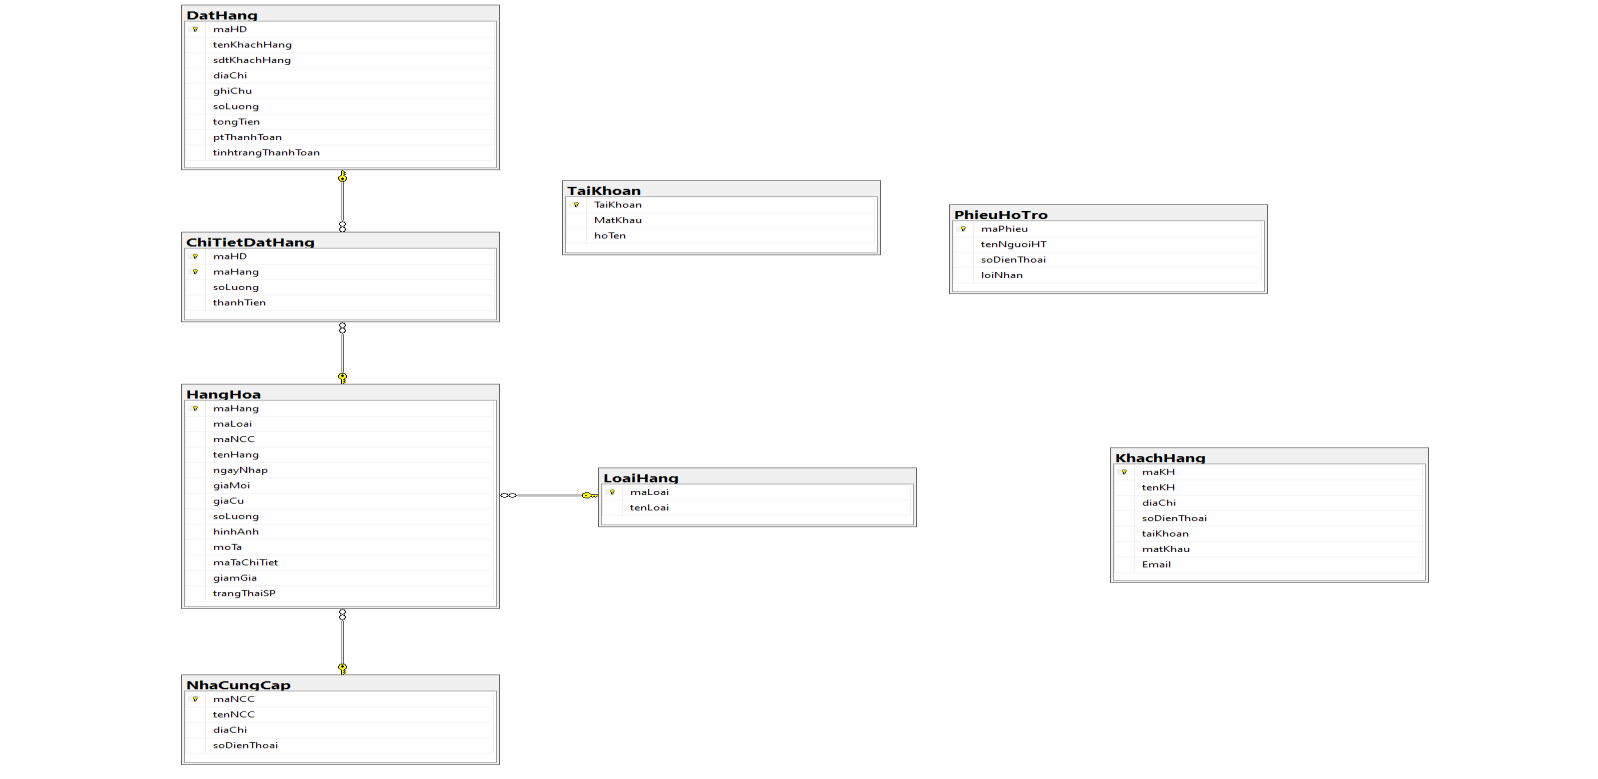 DatHang
maHD
tenKhachHang
sdtKhachHang
diaChi
ghiChu
soLuong
tongTien
ptThanhToan
tinhtrangThanhToan
ChiTietDatHang
maHD
maHang
soLuong
thanhTien
HangHoa
maHang
maLoai
maNCC
tenHang
ngayNhap
giaMoi
giaCu
soLuong
hinhAnh
moTa
maTaChiTiet
giamGia
trangThaiSP
NhaCungCap
maNCC
tenNCC
diaChi
soDienThoai
TaiKhoan
TaiKhoan
MatKhau
hoTen
LoaiHang
maLoai
tenLoai
PhieuHoTro
maPhieu
tenNguoiHT
soDienThoai
loiNhan
KhachHang
maKH
tenKH
diaChi
soDienThoai
taiKhoan
matKhau
Email